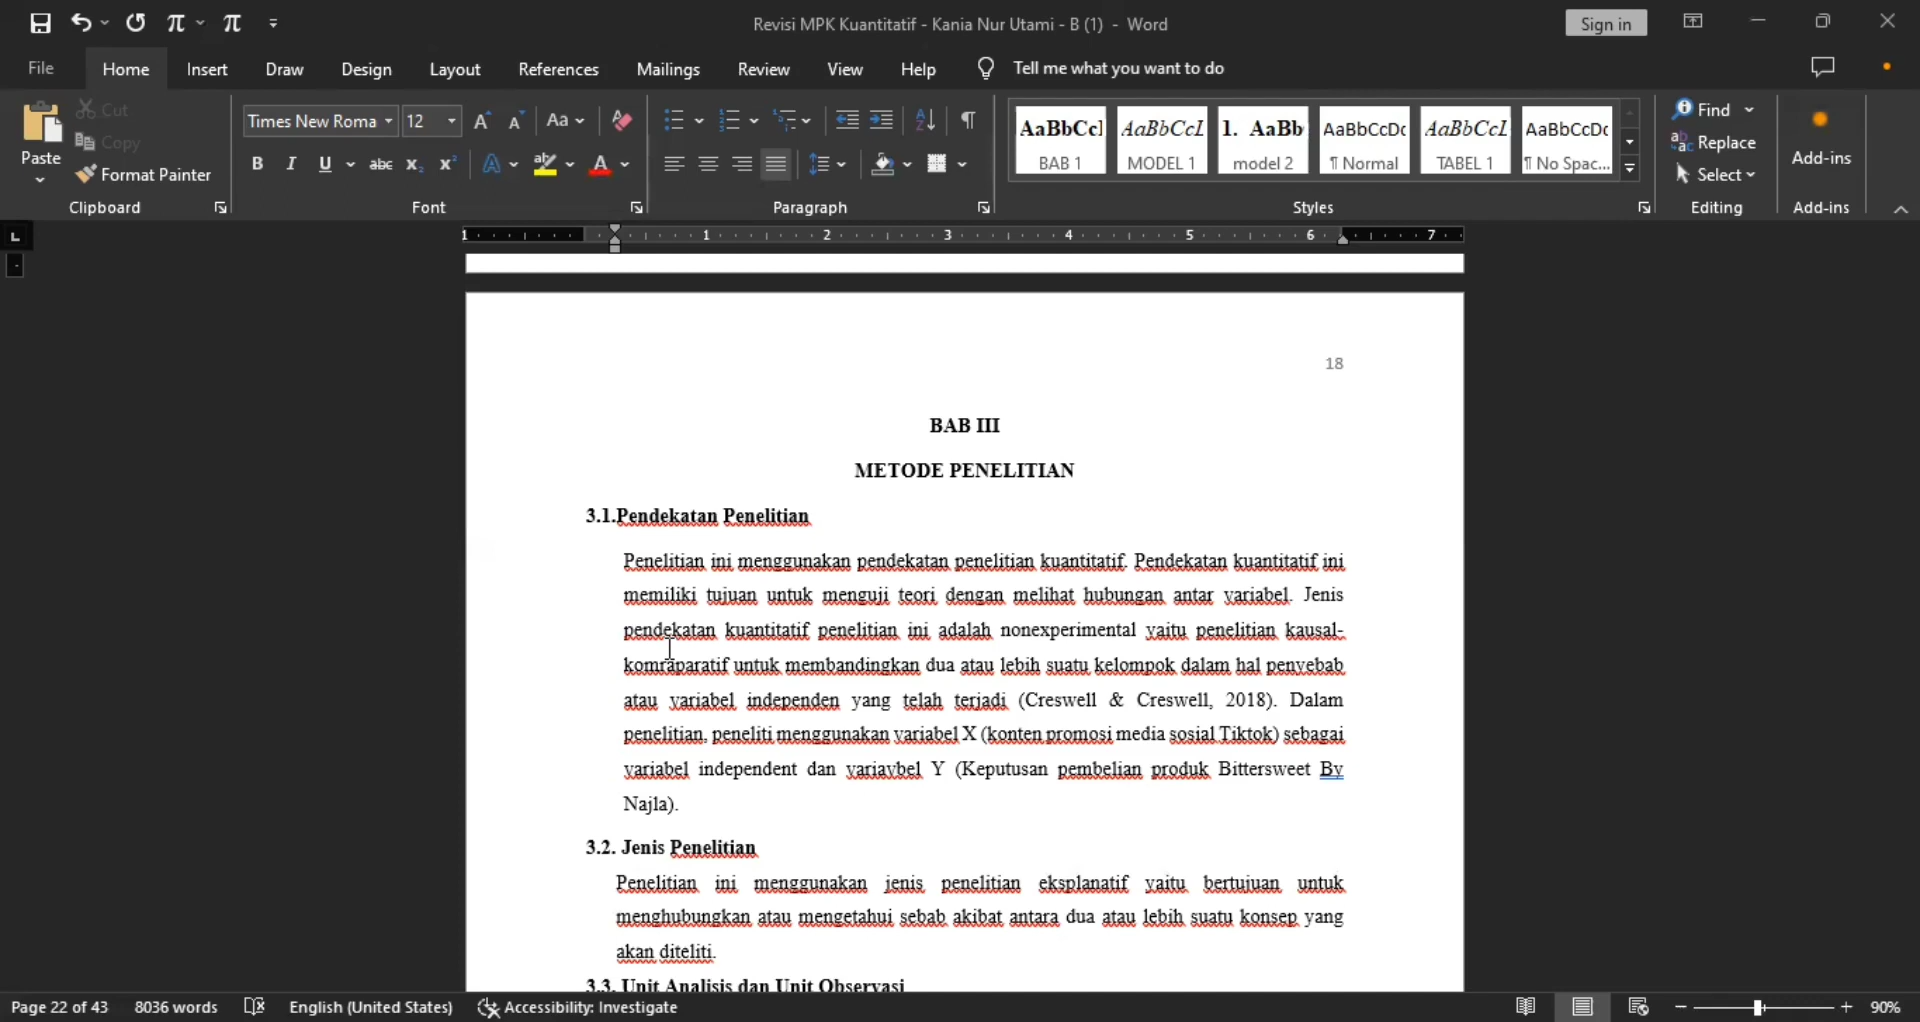 Revisi MPK Kuantitatif - Kania Nur Utami - B (1) - Word
Sign in
File Home Insert Draw Design Layout References Mailings Review View Help Tell me what you want to do
Paste
Cut
Copy
Format Painter
Clipboard
Times New Roma 12
Font
Paragraph
AaBbCcI AaBbCcI 1. AaBb AaBbCcDc AaBbCcI AaBbCcDc
BAB 1 MODEL 1 model 2 ¶ Normal TABEL 1 ¶ No Spac...
Styles
Find
Replace
Select
Editing
Add-ins
Add-ins
1 1 2 3 4 5 6 7
18
BAB III
METODE PENELITIAN
3.1.Pendekatan Penelitian
Penelitian ini menggunakan pendekatan penelitian kuantitatif. Pendekatan kuantitatif ini
memiliki tujuan untuk menguji teori dengan melihat hubungan antar variabel. Jenis
pendekatan kuantitatif penelitian ini adalah nonexperimental yaitu penelitian kausal-
komraparatif untuk membandingkan dua atau lebih suatu kelompok dalam hal penyebab
atau variabel independen yang telah terjadi (Creswell & Creswell, 2018). Dalam
penelitian, peneliti menggunakan variabel X (konten promosi media sosial Tiktok) sebagai
variabel independent dan variaybel Y (Keputusan pembelian produk Bittersweet By
Najla).
3.2. Jenis Penelitian
Penelitian ini menggunakan jenis penelitian eksplanatif yaitu bertujuan untuk
menghubungkan atau mengetahui sebab akibat antara dua atau lebih suatu konsep yang
akan diteliti.
3.3. Unit Analisis dan Unit Observasi
Page 22 of 43 8036 words English (United States) Accessibility: Investigate 90%